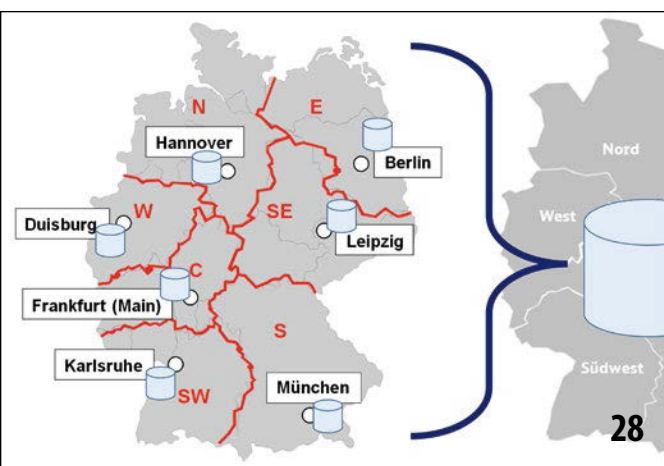 N
E
Hannover
Berlin
W
SE
Duisburg
Leipzig
C
Frankfurt (Main)
S
Karlsruhe
SW
München
Nord
West
Südwest
28